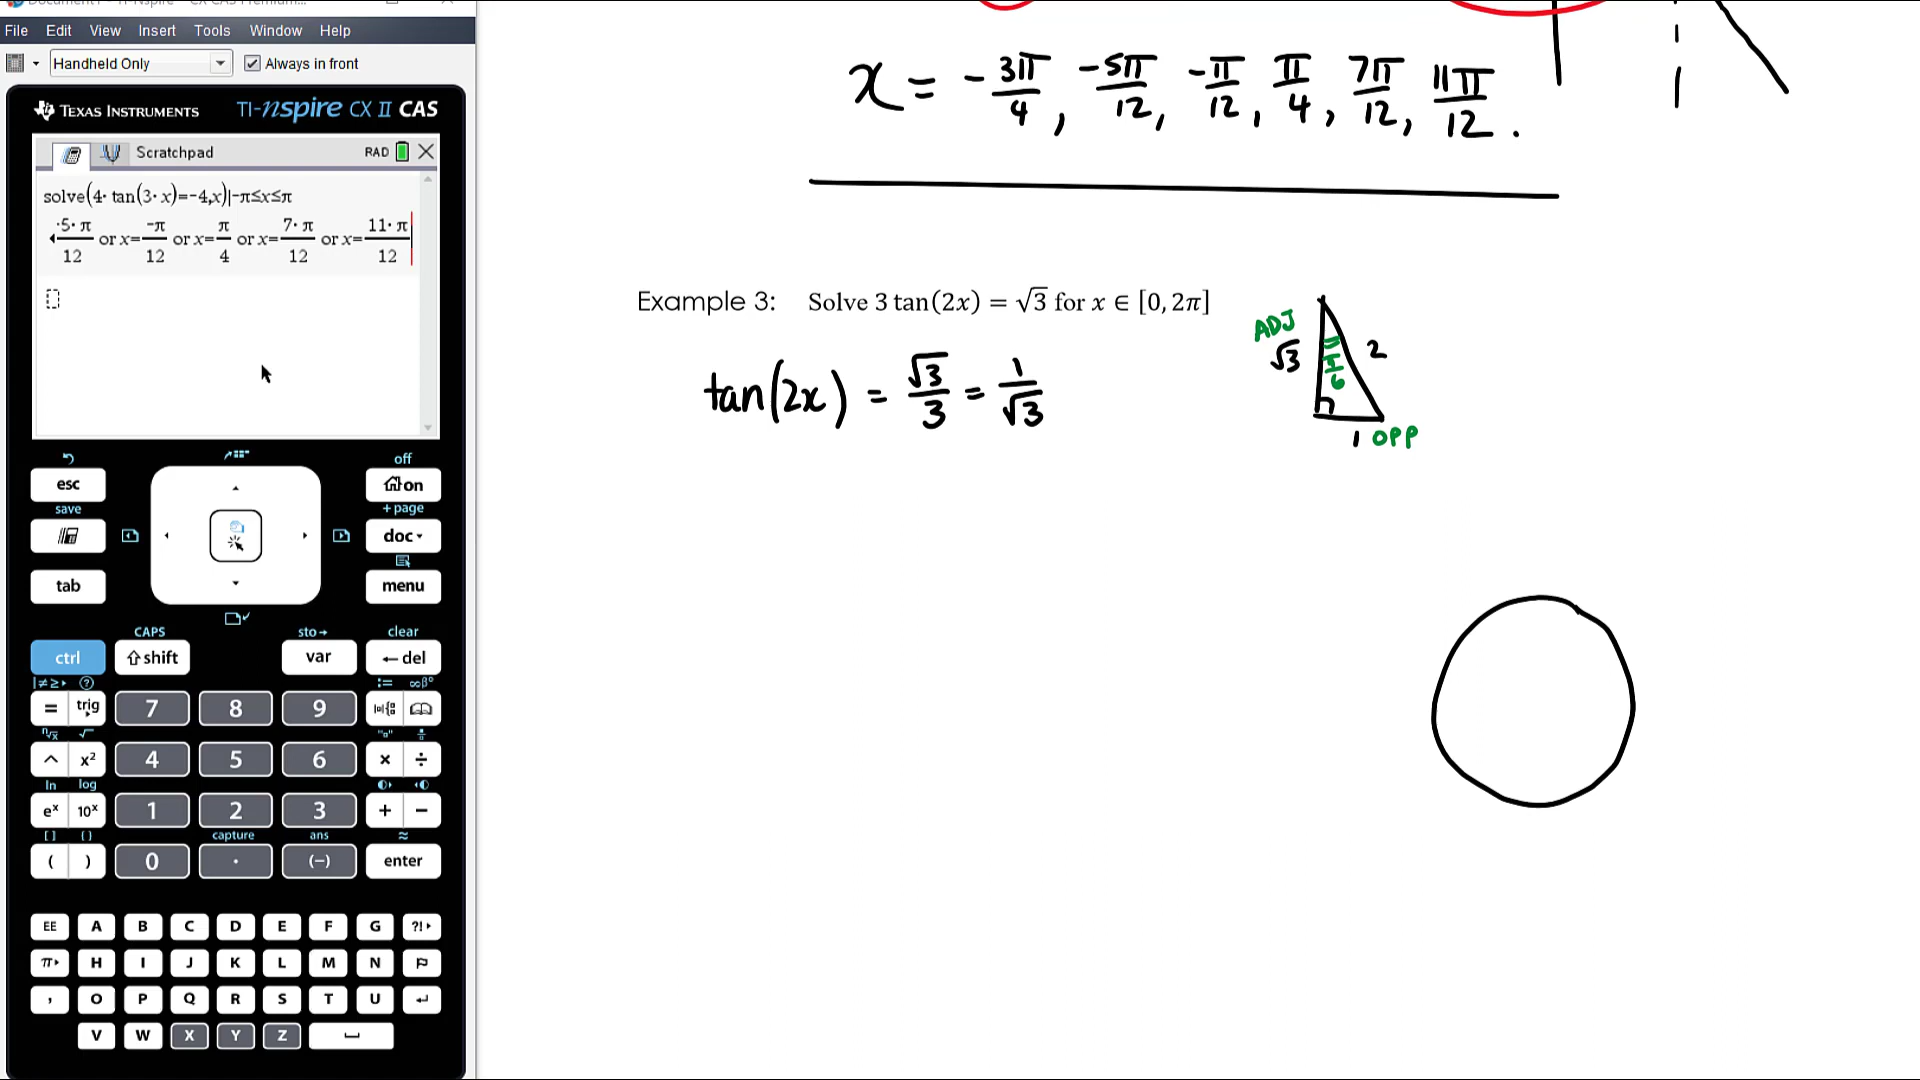 File Edit View Insert Tools Window Help
Handheld Only Always in front
TEXAS INSTRUMENTS TI-nspire CX II CAS
Scratchpad RAD
solve(4·tan(3·x)=-4,x)|-π≤x≤π
·5·π/12 or x=-π/12 or x=π/4 or x=7·π/12 or x=11·π/12
off
esc on
save + page
doc
tab menu
CAPS sto→ clear
ctrl shift var ←del
|≠≥▸ ? := ∞β°
= trig 7 8 9
ⁿ√x √ "a"
^ x² 4 5 6 × ÷
ln log
eˣ 10ˣ 1 2 3 + −
[ ] { } capture ans ≈
( ) 0 . (−) enter
EE A B C D E F G ?!▸
π▸ H I J K L M N
, O P Q R S T U ↵
V W X Y Z
x = -3π/4, -5π/12, -π/12, π/4, 7π/12, 11π/12.
Example 3: Solve 3 tan(2x) = √3 for x ∈ [0, 2π]
tan(2x) = √3/3 = 1/√3
ADJ
√3 π/6 2
1 OPP